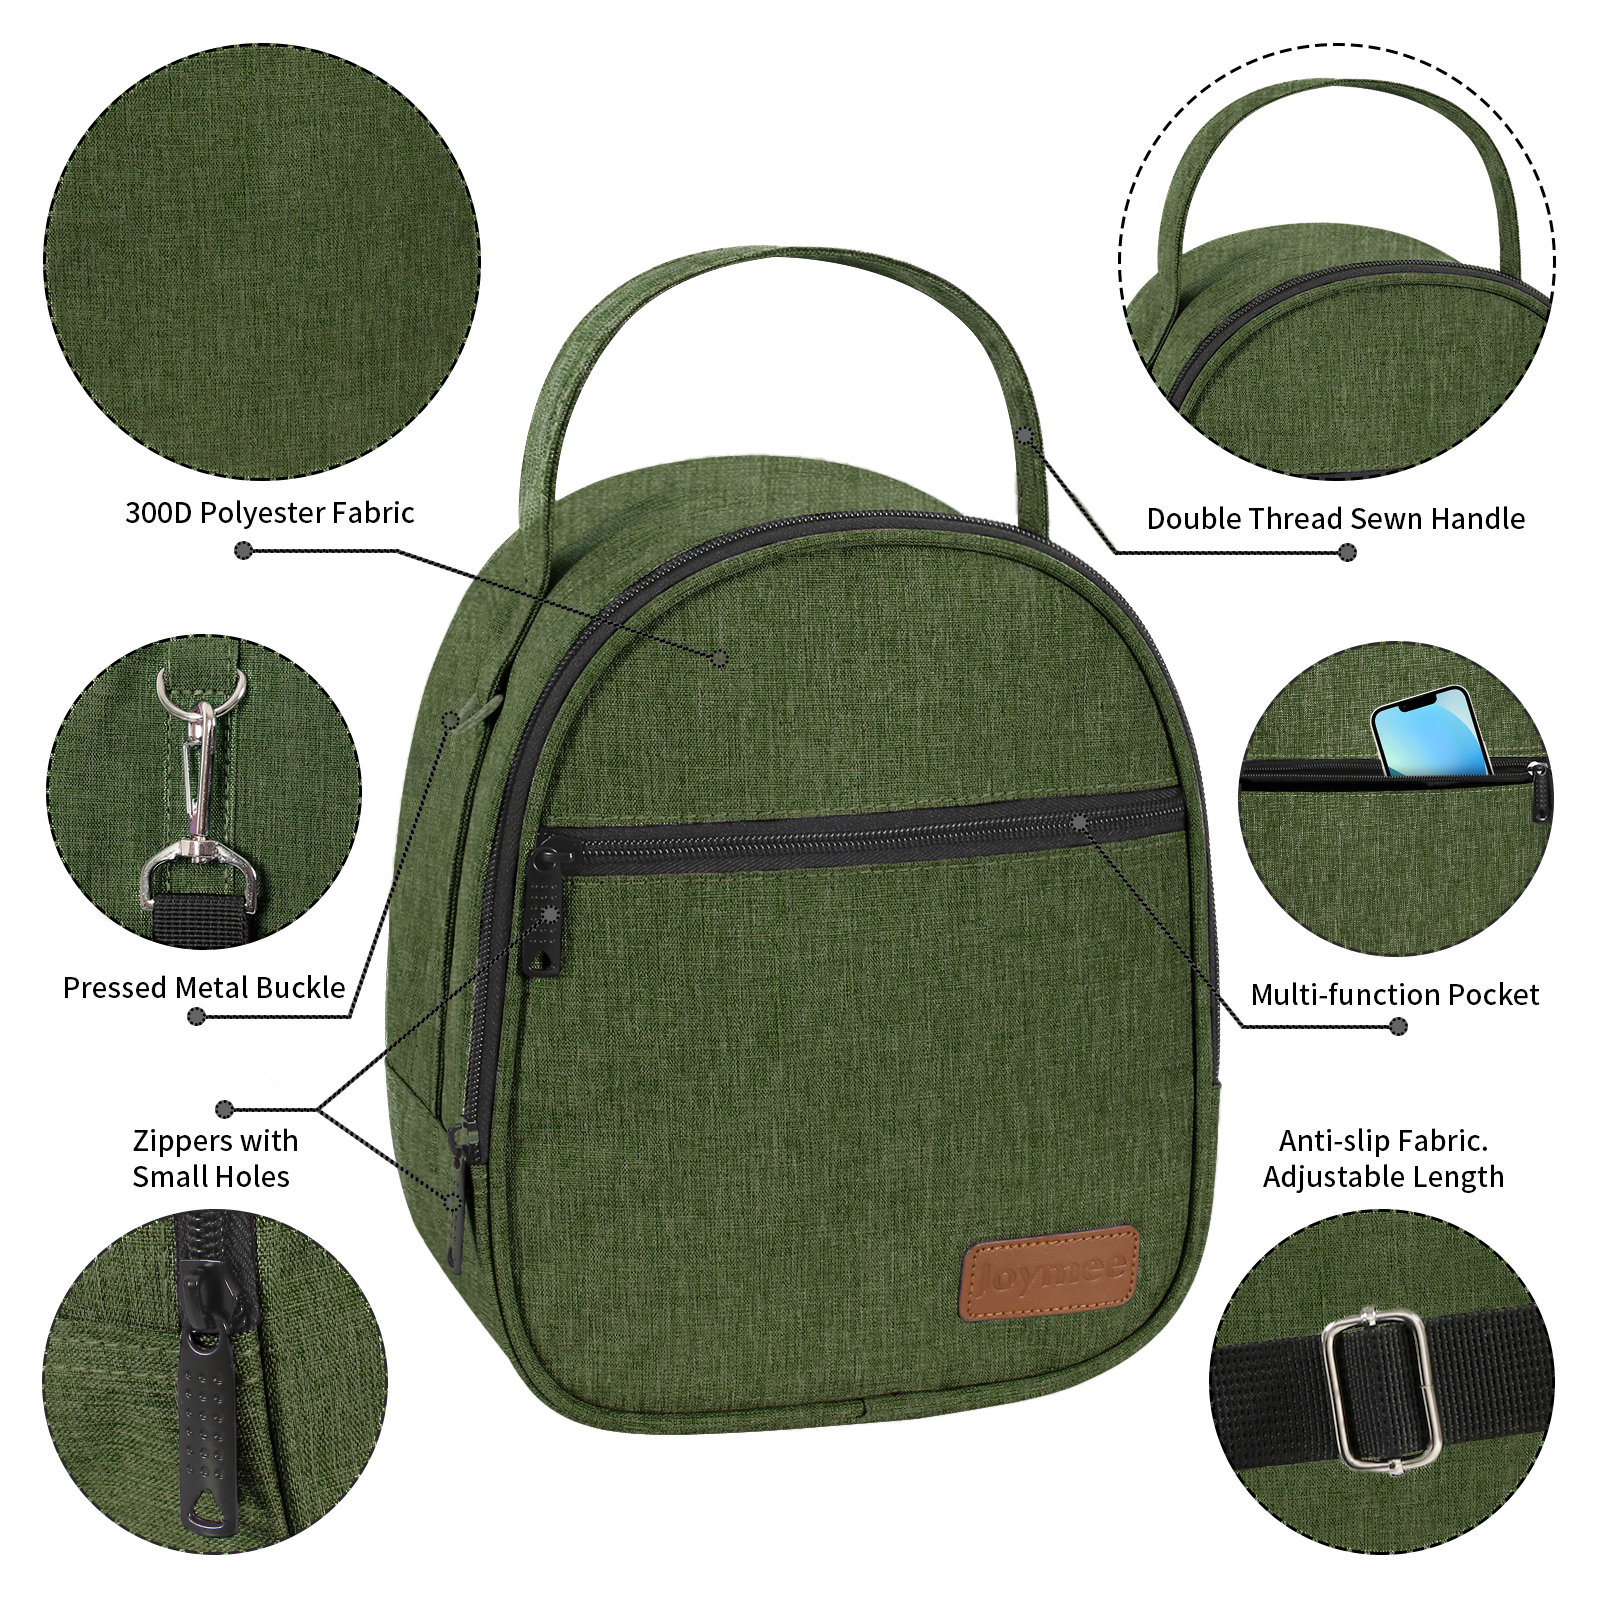 300D Polyester Fabric
Double Thread Sewn Handle
Pressed Metal Buckle
Multi-function Pocket
Zippers with
Small Holes
Anti-slip Fabric.
Adjustable Length
Joymee